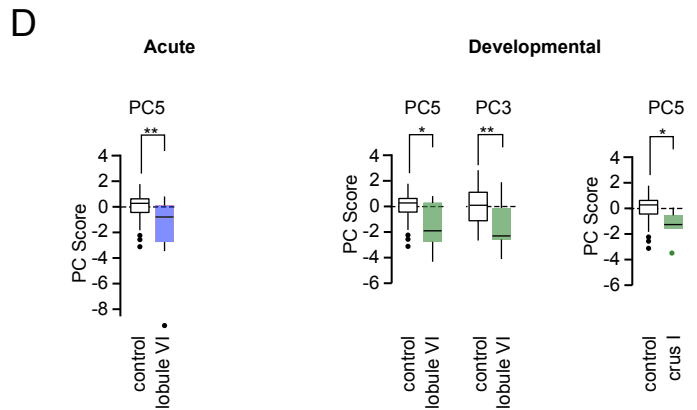 D
Acute
Developmental
PC5
**
4
2
0
-2
-4
-6
-8
PC Score
control
lobule VI
PC5
PC3
*
**
4
2
0
-2
-4
-6
PC Score
control
lobule VI
control
lobule VI
PC5
*
4
2
0
-2
-4
-6
PC Score
control
crus I